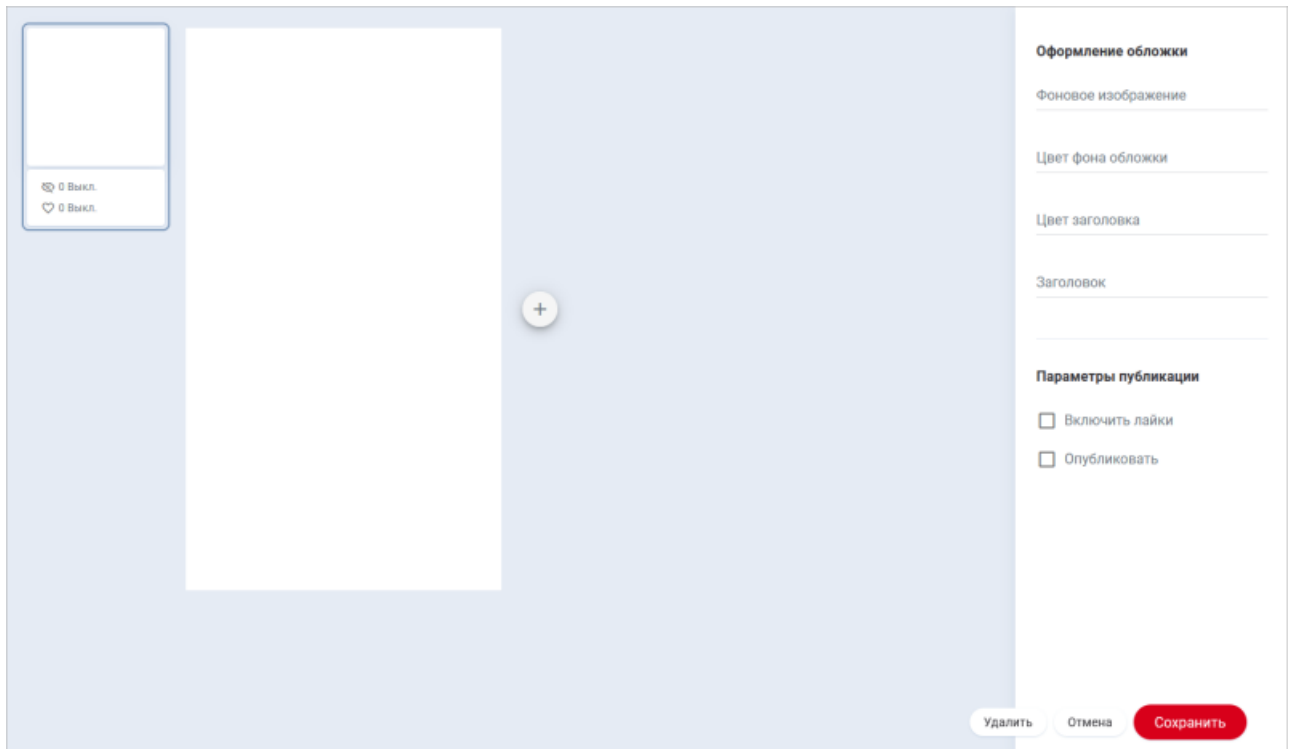 0 Выкл.
0 Выкл.
Оформление обложки
Фоновое изображение
Цвет фона обложки
Цвет заголовка
Заголовок
Параметры публикации
Включить лайки
Опубликовать
Удалить
Отмена
Сохранить